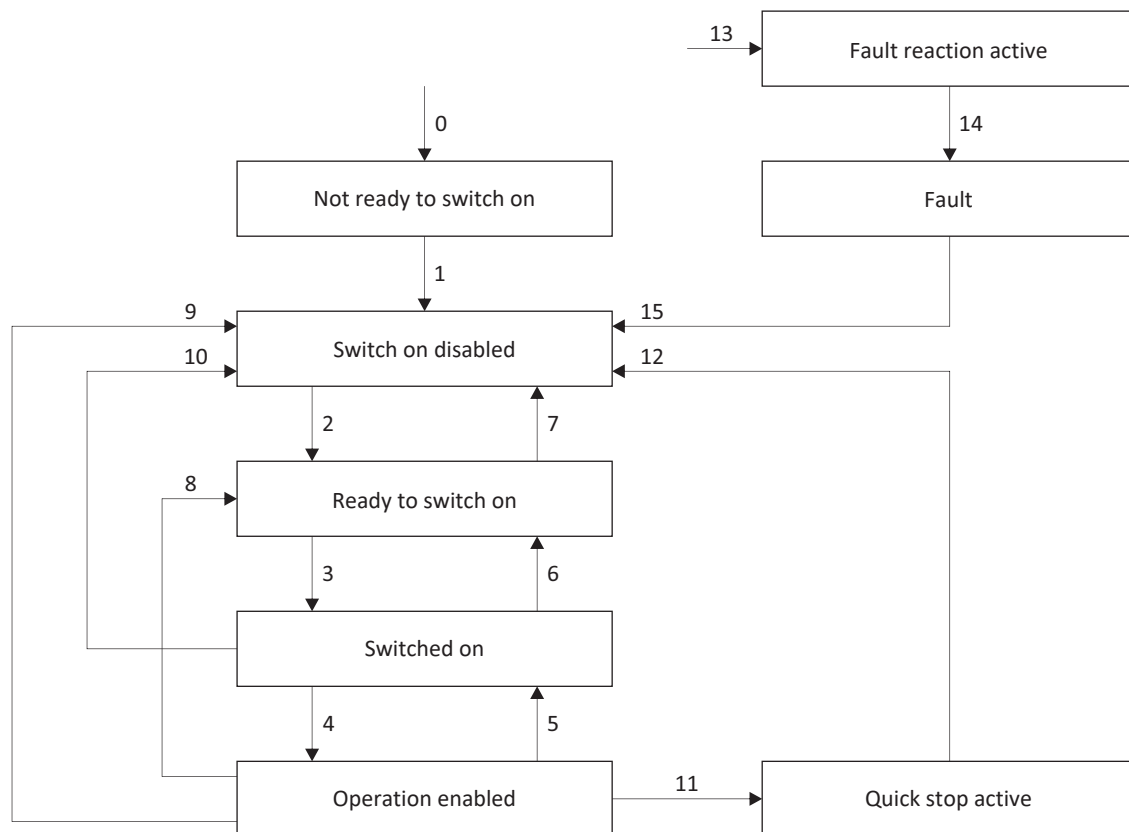 13
Fault reaction active
0
14
Not ready to switch on
Fault
1
9
15
Switch on disabled
10
12
2
7
8
Ready to switch on
3
6
Switched on
4
5
Operation enabled
11
Quick stop active